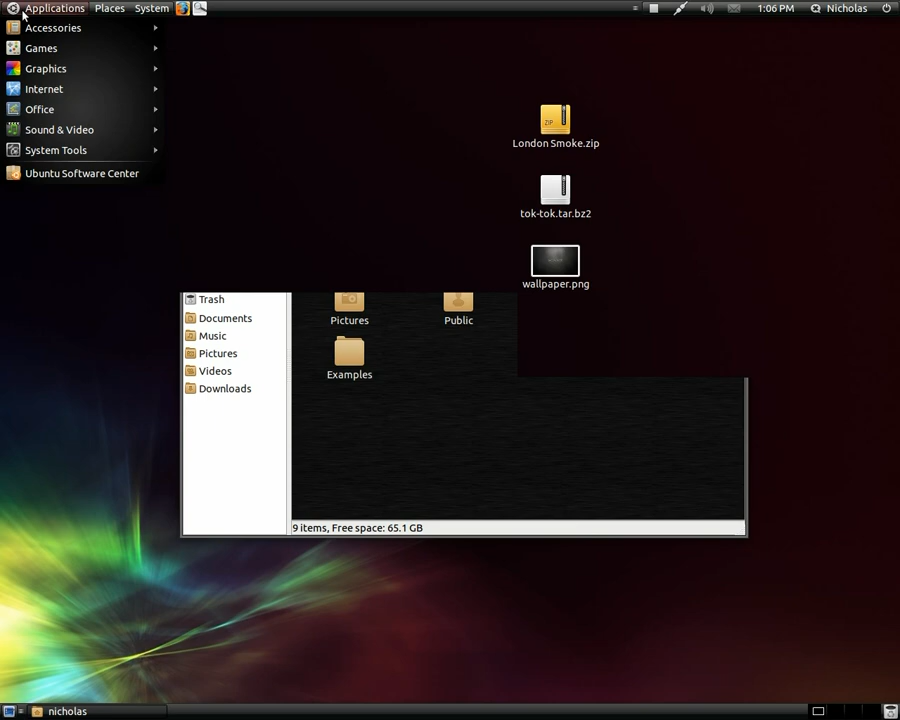 Applications Places System 1:06 PM Nicholas
Accessories
Games
Graphics
Internet
Office
Sound & Video
System Tools
Ubuntu Software Center
ZIP
London Smoke.zip
tok-tok.tar.bz2
wallpaper.png
Trash
Documents
Music
Pictures
Videos
Downloads
Pictures Public
Examples
9 items, Free space: 65.1 GB
nicholas